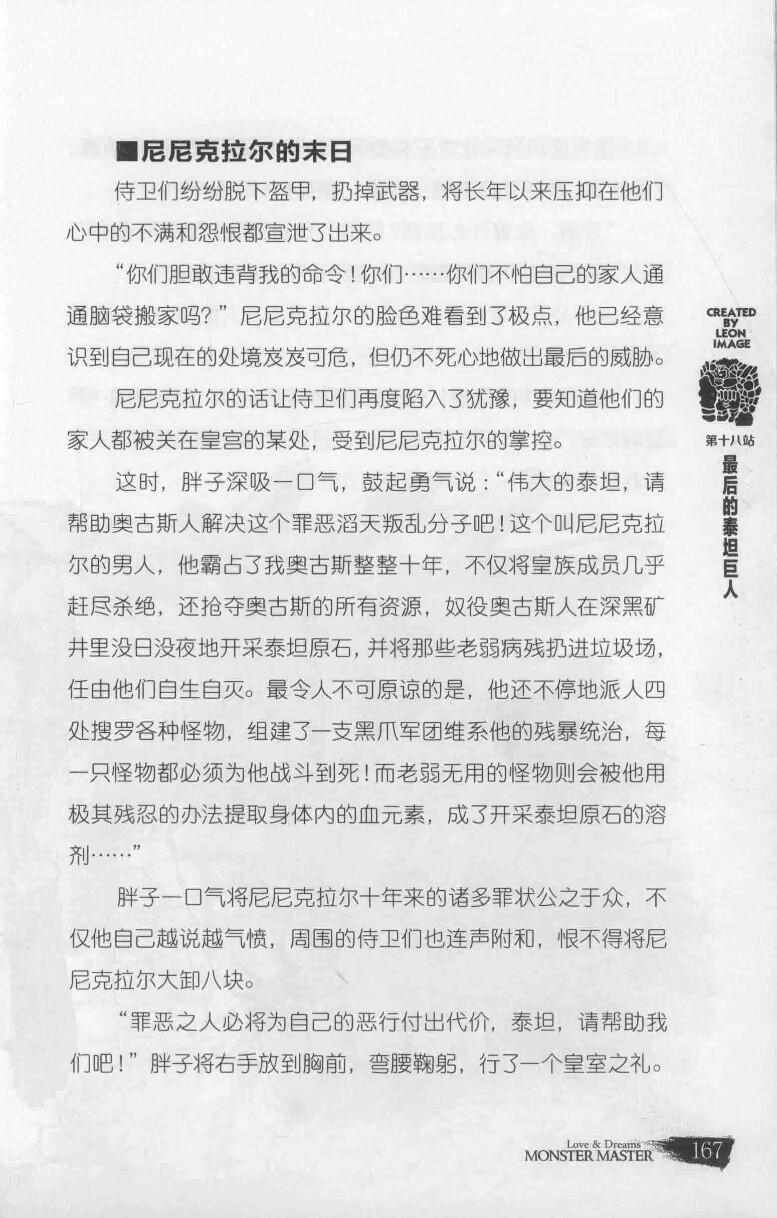 ■尼尼克拉尔的末日
侍卫们纷纷脱下盔甲，扔掉武器，将长年以来压抑在他们
心中的不满和怨恨都宣泄了出来。
“你们胆敢违背我的命令！你们……你们不怕自己的家人通
通脑袋搬家吗？”尼尼克拉尔的脸色难看到了极点，他已经意
识到自己现在的处境岌岌可危，但仍不死心地做出最后的威胁。
尼尼克拉尔的话让侍卫们再度陷入了犹豫，要知道他们的
家人都被关在皇宫的某处，受到尼尼克拉尔的掌控。
这时，胖子深吸一口气，鼓起勇气说：“伟大的泰坦，请
帮助奥古斯人解决这个罪恶滔天叛乱分子吧！这个叫尼尼克拉
尔的男人，他霸占了我奥古斯整整十年，不仅将皇族成员几乎
赶尽杀绝，还抢夺奥古斯的所有资源，奴役奥古斯人在深黑矿
井里没日没夜地开采泰坦原石，并将那些老弱病残扔进垃圾场，
任由他们自生自灭。最令人不可原谅的是，他还不停地派人四
处搜罗各种怪物，组建了一支黑爪军团维系他的残暴统治，每
一只怪物都必须为他战斗到死！而老弱无用的怪物则会被他用
极其残忍的办法提取身体内的血元素，成了开采泰坦原石的溶
剂……”
胖子一口气将尼尼克拉尔十年来的诸多罪状公之于众，不
仅他自己越说越气愤，周围的侍卫们也连声附和，恨不得将尼
尼克拉尔大卸八块。
“罪恶之人必将为自己的恶行付出代价，泰坦，请帮助我
们吧！”胖子将右手放到胸前，弯腰鞠躬，行了一个皇室之礼。
CREATED
BY
LEON
IMAGE
第十八站
最后的泰坦巨人
Love & Dreams
MONSTER MASTER
167